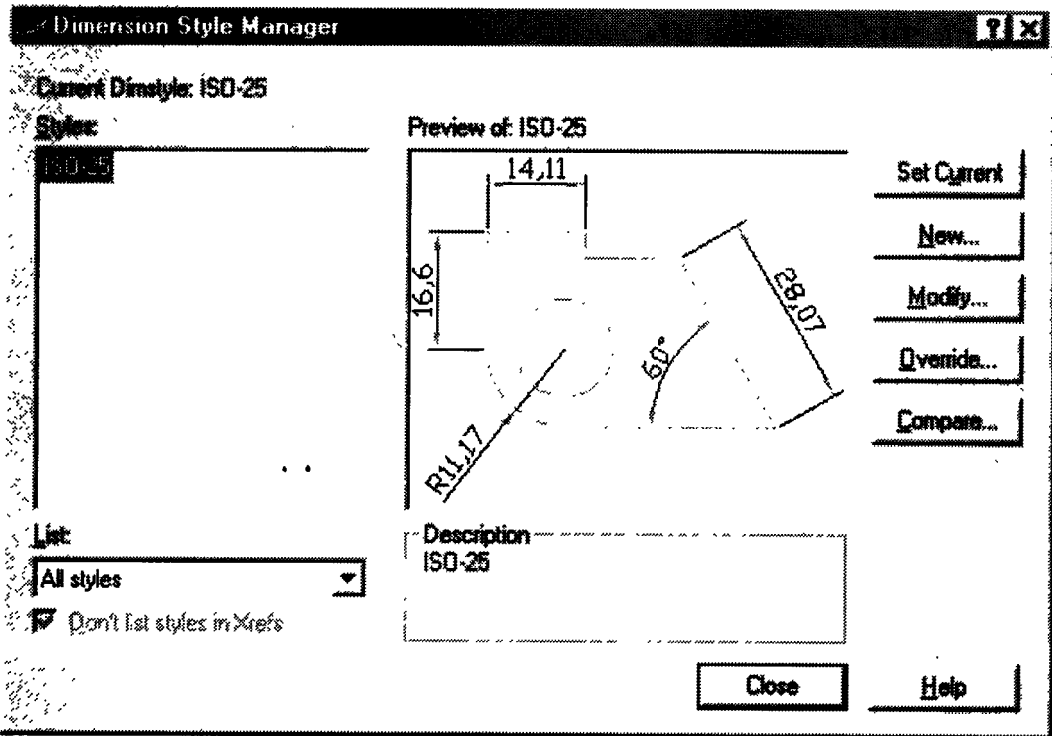 Dimension Style Manager
Current Dimstyle: ISO-25
Styles:
ISO-25
Preview of: ISO-25
14,11
16,6
28,07
60°
R11,17
Set Current
New...
Modify...
Override...
Compare...
List:
All styles
Don't list styles in Xrefs
Description
ISO-25
Close
Help